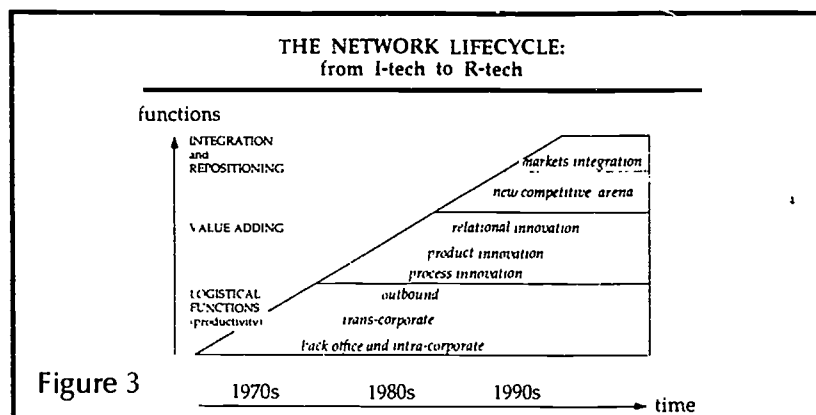 THE NETWORK LIFECYCLE:
from I-tech to R-tech
functions
INTEGRATION
and
REPOSITIONING
markets integration
new competitive arena
VALUE ADDING
relational innovation
product innovation
process innovation
LOGISTICAL
FUNCTIONS
(productivity)
outbound
trans-corporate
back office and intra-corporate
Figure 3
1970s 1980s 1990s
time